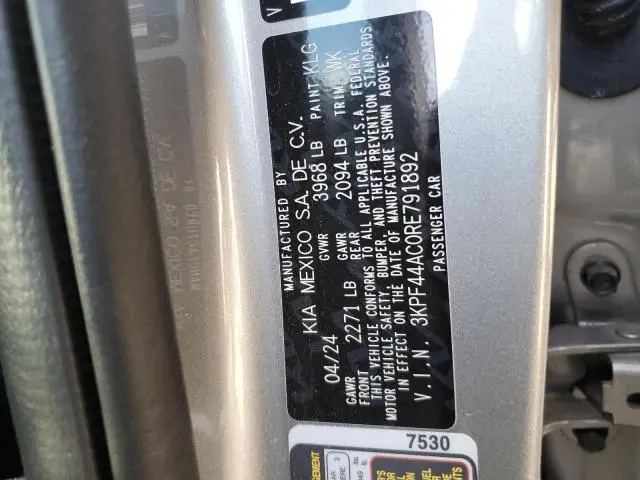 MANUFACTURED BY
KIA MEXICO S.A. DE C.V.
04/24 GVWR 3968 LB PAINT:KLG
GAWR FRONT 2271 LB GAWR REAR 2094 LB TRIM:WK
THIS VEHICLE CONFORMS TO ALL APPLICABLE U.S.A. FEDERAL
MOTOR VEHICLE SAFETY, BUMPER, AND THEFT PREVENTION STANDARDS
IN EFFECT ON THE DATE OF MANUFACTURE SHOWN ABOVE.
V.I.N. 3KPF44AC0RE791892
PASSENGER CAR
7530